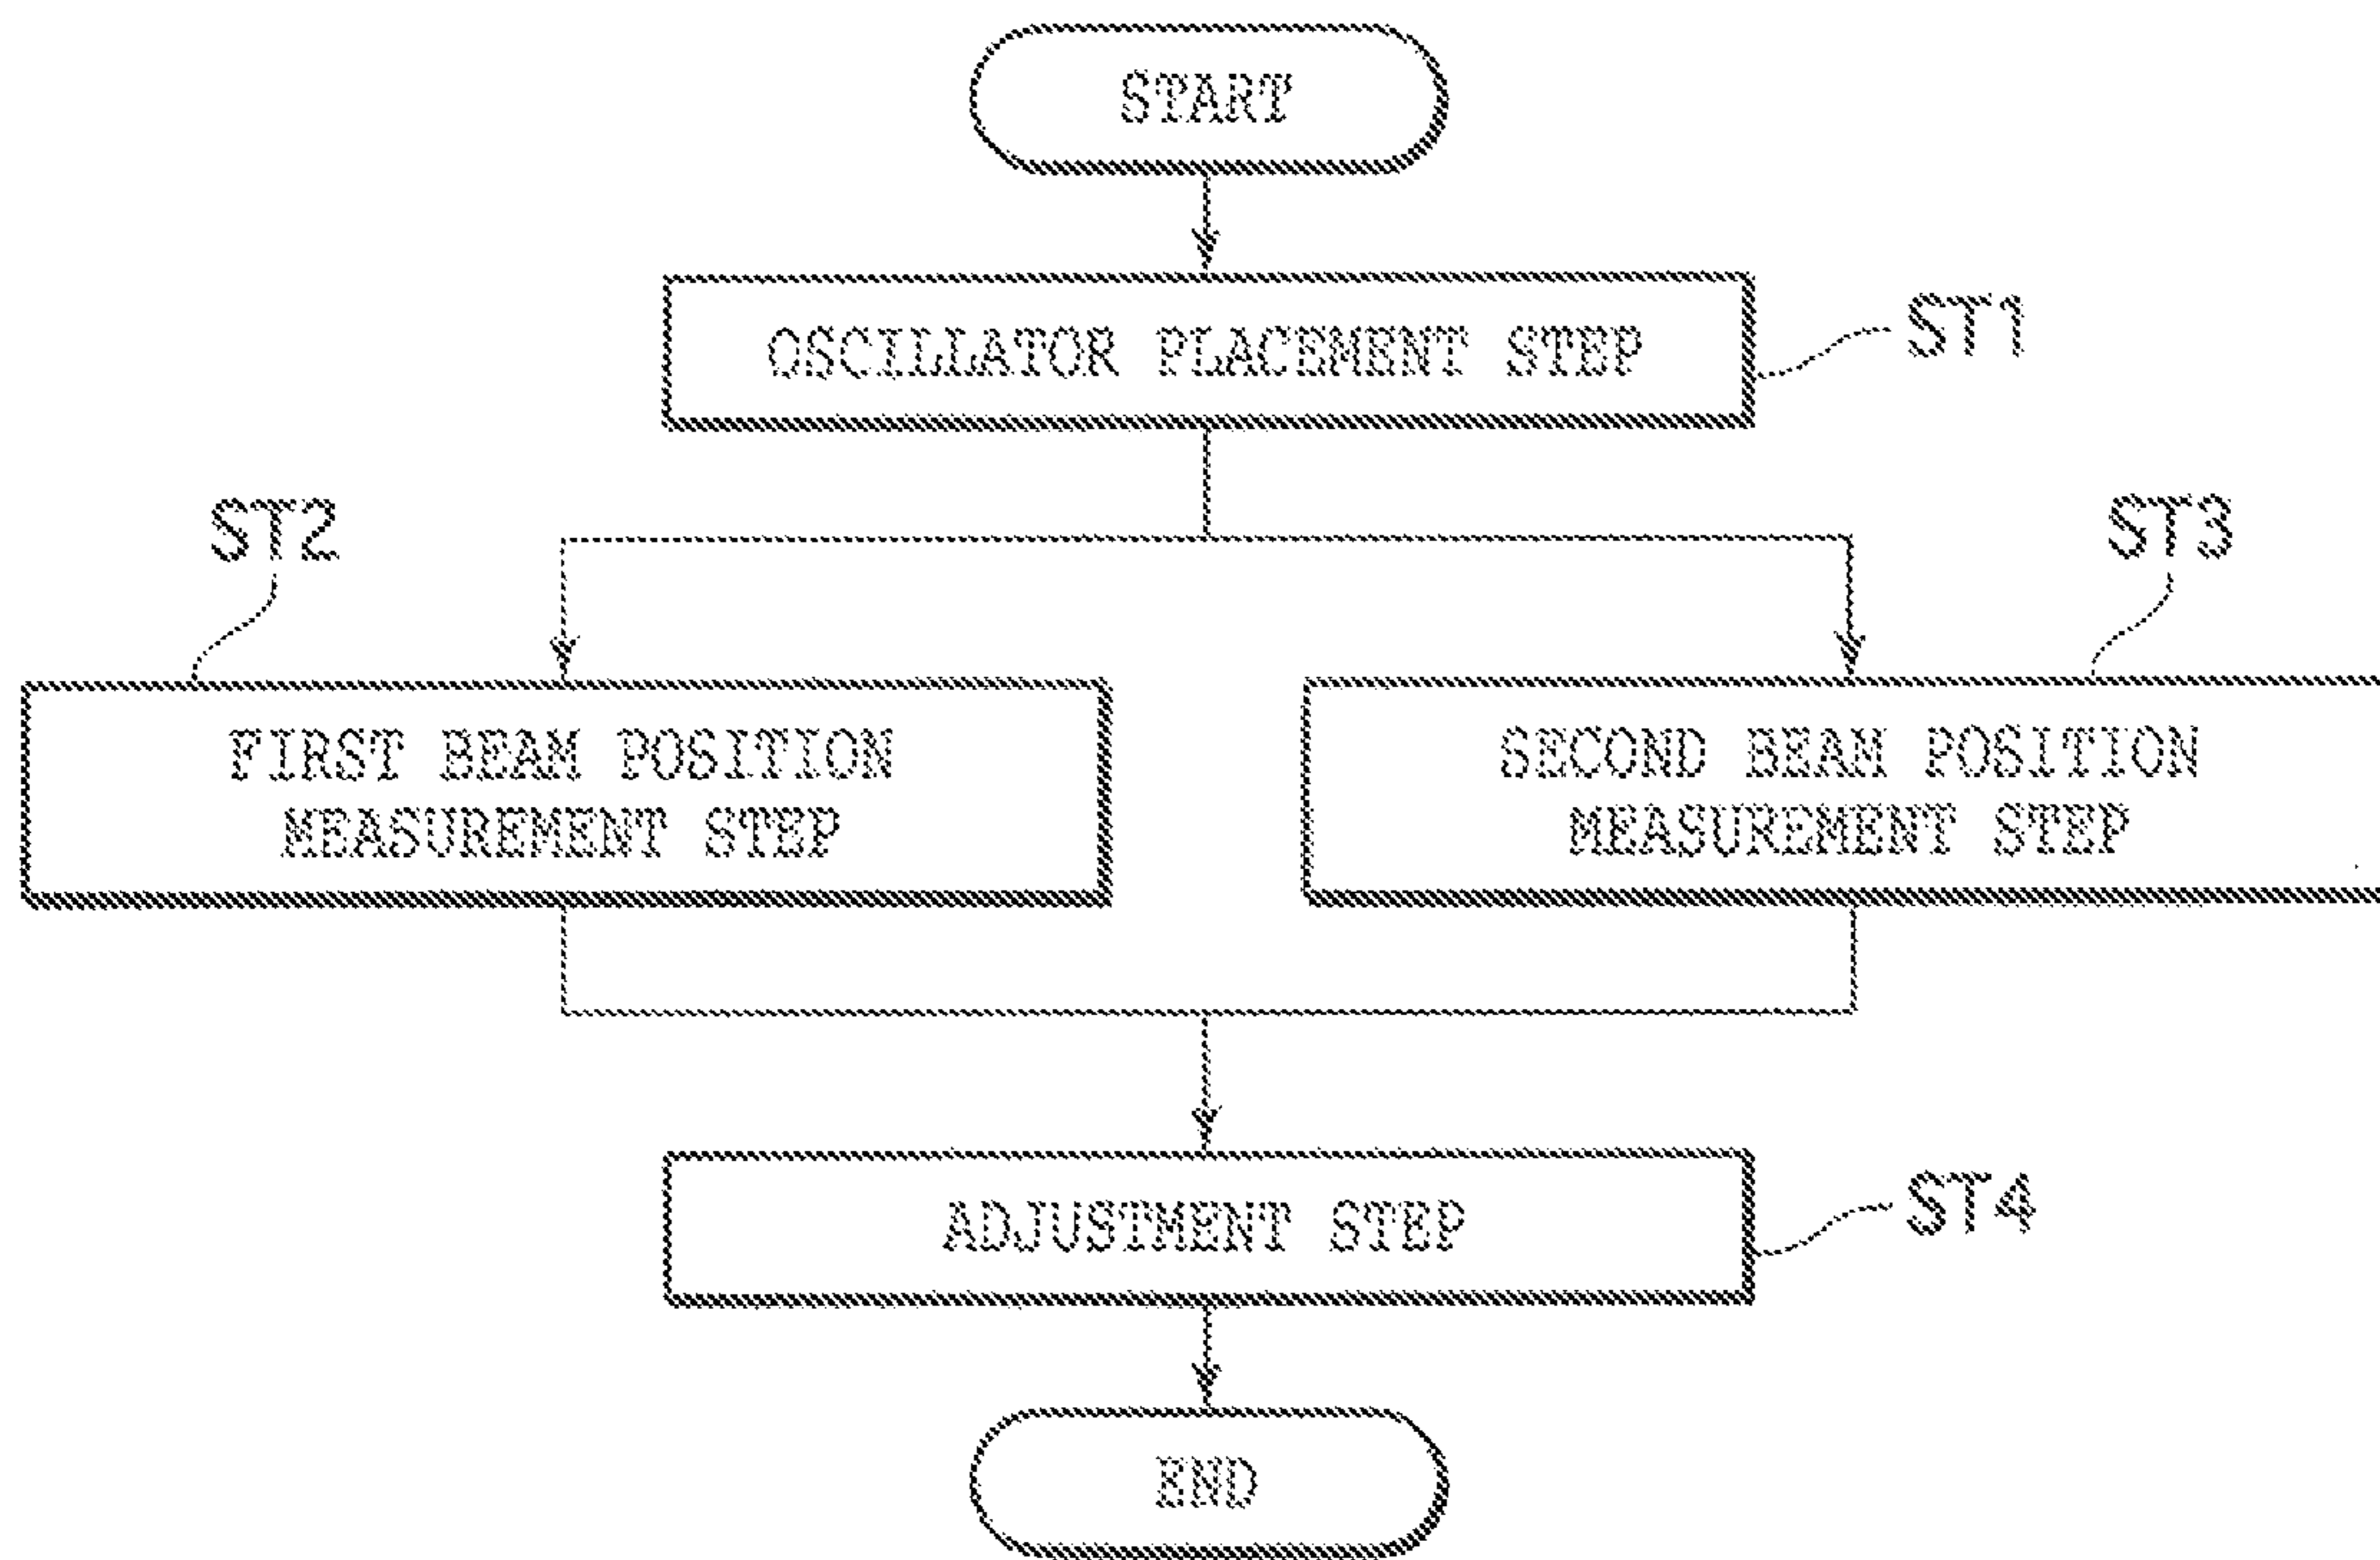 START
OSCILLATOR PLACEMENT STEP
ST1
ST2
ST3
FIRST BEAM POSITION
MEASUREMENT STEP
SECOND BEAM POSITION
MEASUREMENT STEP
ADJUSTMENT STEP
ST4
END